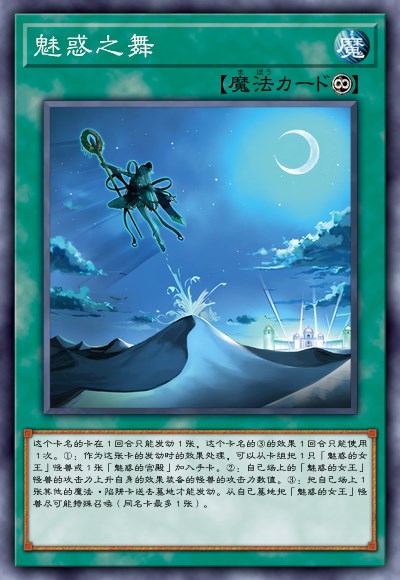 魅惑之舞
魔
まほう
【魔法カード♾】
这个卡名的卡在1回合只能发动1张，这个卡名的③的效果1回合只能使用
1次。①：作为这张卡的发动时的效果处理，可以从卡组把1只「魅惑的女
王」怪兽或1张「魅惑的宫殿」加入手卡。②：自己场上的「魅惑的女王」
怪兽的攻击力上升自身的效果装备的怪兽的攻击力数值。③：把自己场上1
张其他的魔法·陷阱卡送去墓地才能发动。从自己墓地把「魅惑的女王」怪
兽尽可能特殊召唤（同名卡最多1张）。